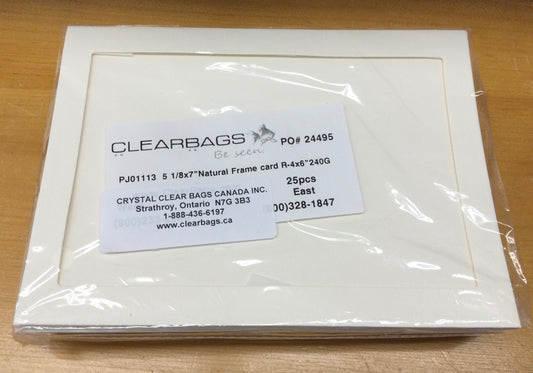 CLEARBAGS
Be seen.
PO# 24495
PJ01113 5 1/8x7"Natural Frame card R-4x6"240G
25pcs
East
(800)328-1847
CRYSTAL CLEAR BAGS CANADA INC.
Strathroy, Ontario N7G 3B3
1-888-436-6197
www.clearbags.ca